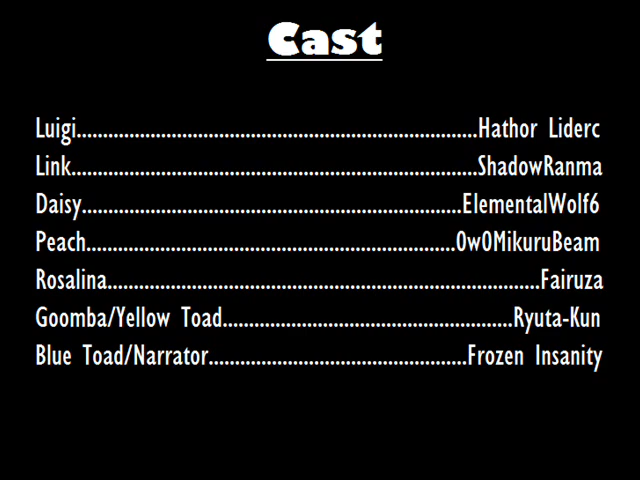 Cast
Luigi............................................................................Hathor Liderc
Link.............................................................................ShadowRanma
Daisy........................................................................ElementalWolf6
Peach......................................................................0w0MikuruBeam
Rosalina..................................................................................Fairuza
Goomba/Yellow Toad.......................................................Ryuta-Kun
Blue Toad/Narrator.................................................Frozen Insanity